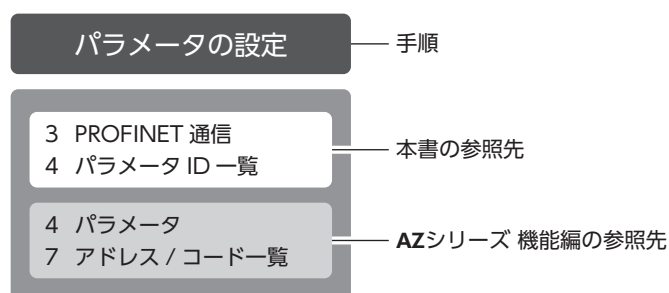 パラメータの設定
手順
3 PROFINET 通信
4 パラメータ ID 一覧
本書の参照先
4 パラメータ
7 アドレス / コード一覧
AZシリーズ 機能編の参照先